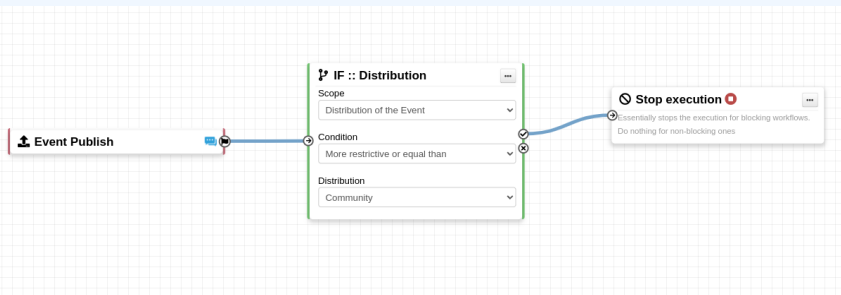 Event Publish
IF :: Distribution
Scope
Distribution of the Event
Condition
More restrictive or equal than
Distribution
Community
Stop execution
Essentially stops the execution for blocking workflows.
Do nothing for non-blocking ones